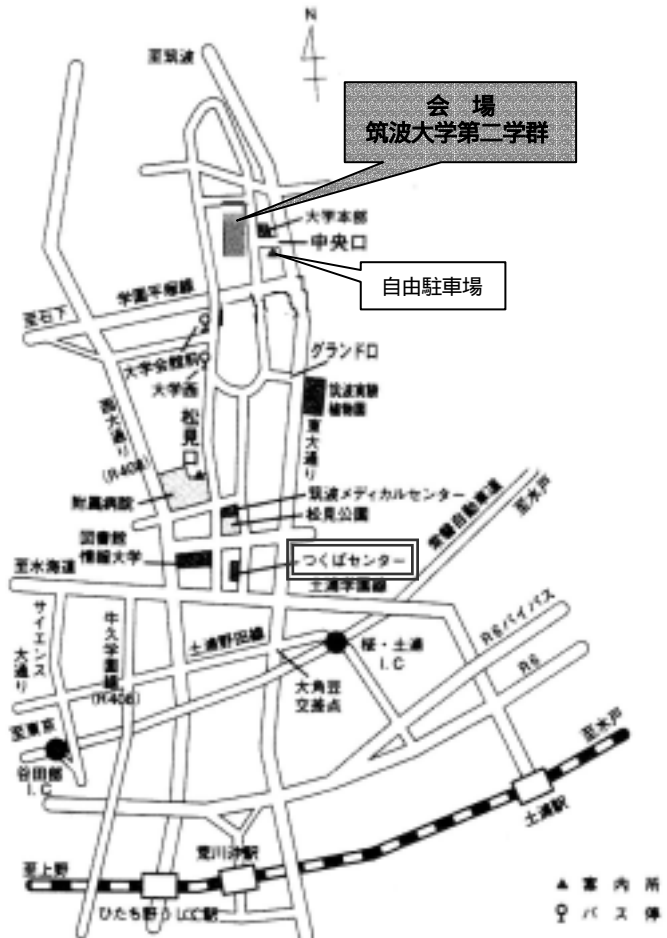 N
至筑波
会 場
筑波大学第二学群
大学本部
中央口
自由駐車場
学園平塚線
至石下
大学会館前
グランド口
大学西
筑波実験
植物園
西大通り
松見
東大通り
(R408)
附属病院
筑波メディカルセンター
松見公園
常磐自動車道
至水戸
図書館
情報大学
つくばセンター
至水海道
土浦学園線
サイエンス
大通り
牛久学園線
(R408)
土浦野田線
桜・土浦
I.C
R6バイパス
R6
大角豆
交差点
至東京
谷田部
I.C
至水戸
土浦駅
荒川沖駅
至上野
ひたち野うしく駅
▲ 案 内 所
バ ス 停